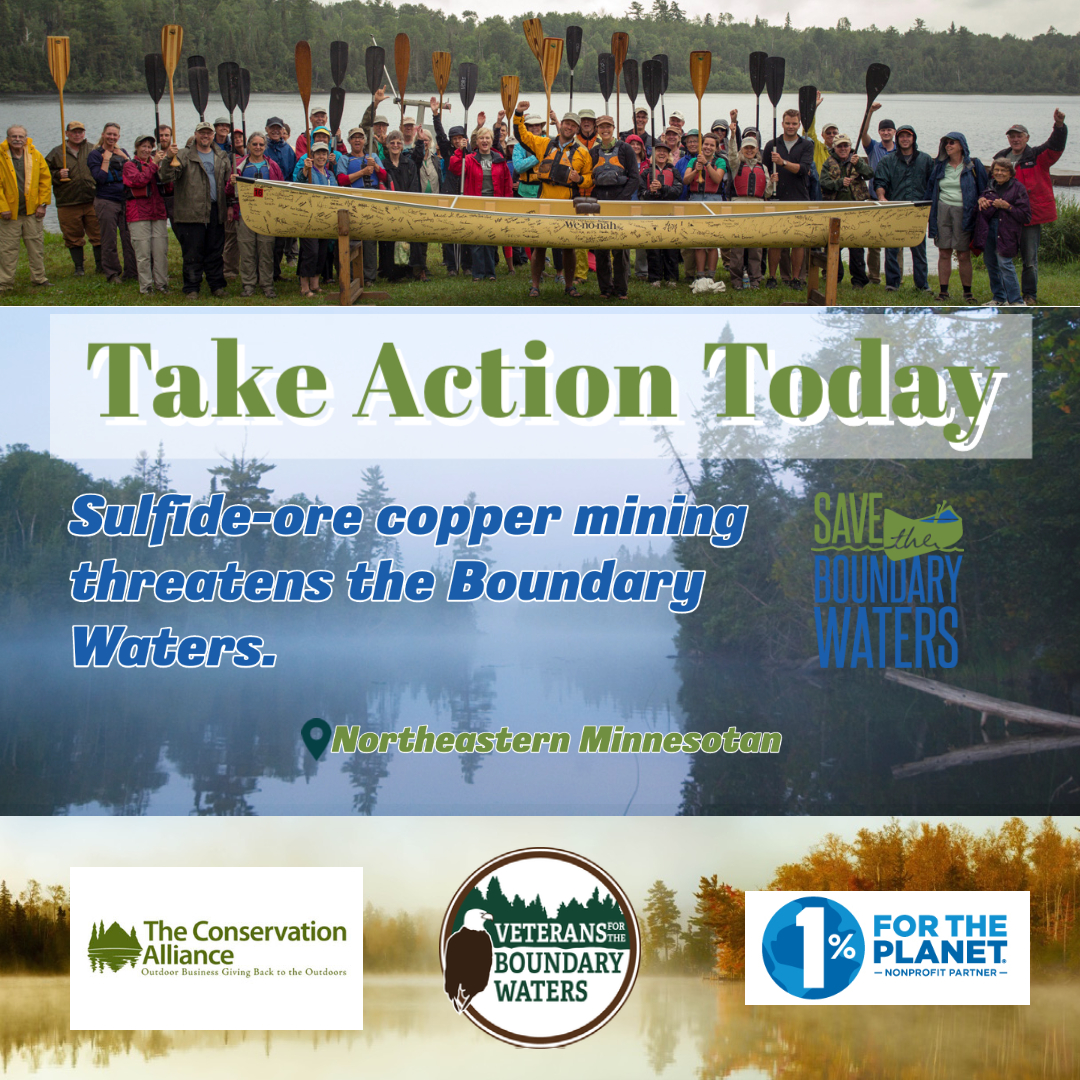 We-no-nah
Take Action Today
Sulfide-ore copper mining
threatens the Boundary
Waters.
SAVE
the
BOUNDARY
WATERS
Northeastern Minnesotan
The Conservation
Alliance
Outdoor Business Giving Back to the Outdoors
VETERANS FOR THE
BOUNDARY
WATERS
1%
FOR THE
PLANET®
— NONPROFIT PARTNER —